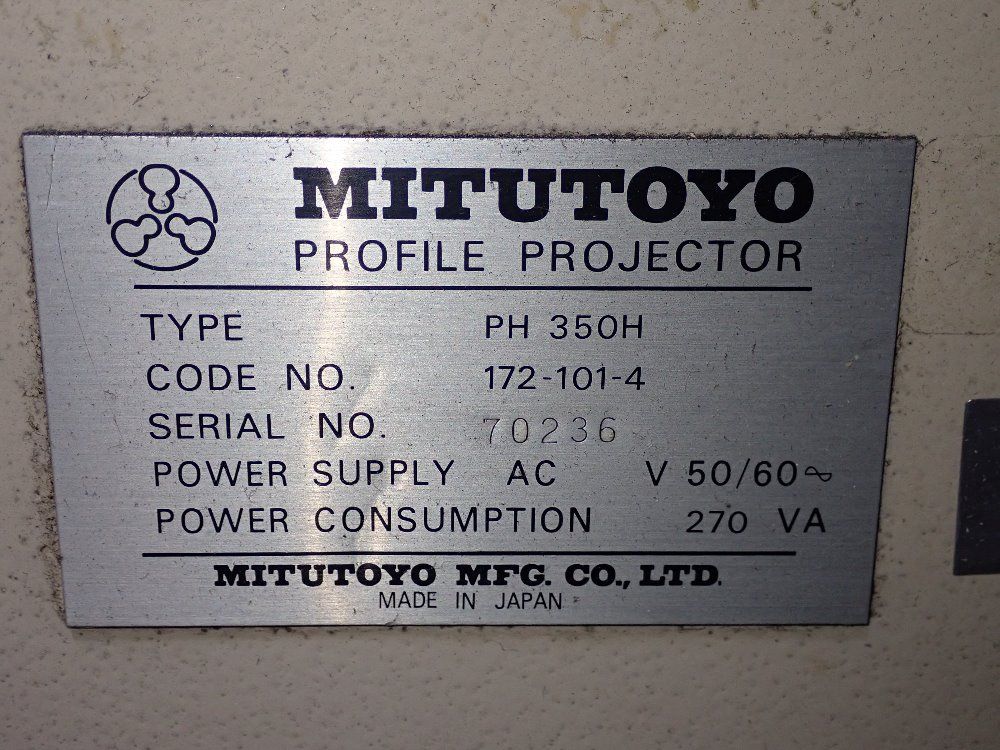 MITUTOYO
PROFILE PROJECTOR
TYPE PH 350H
CODE NO. 172-101-4
SERIAL NO. 70236
POWER SUPPLY AC V 50/60~
POWER CONSUMPTION 270 VA
MITUTOYO MFG. CO., LTD.
MADE IN JAPAN